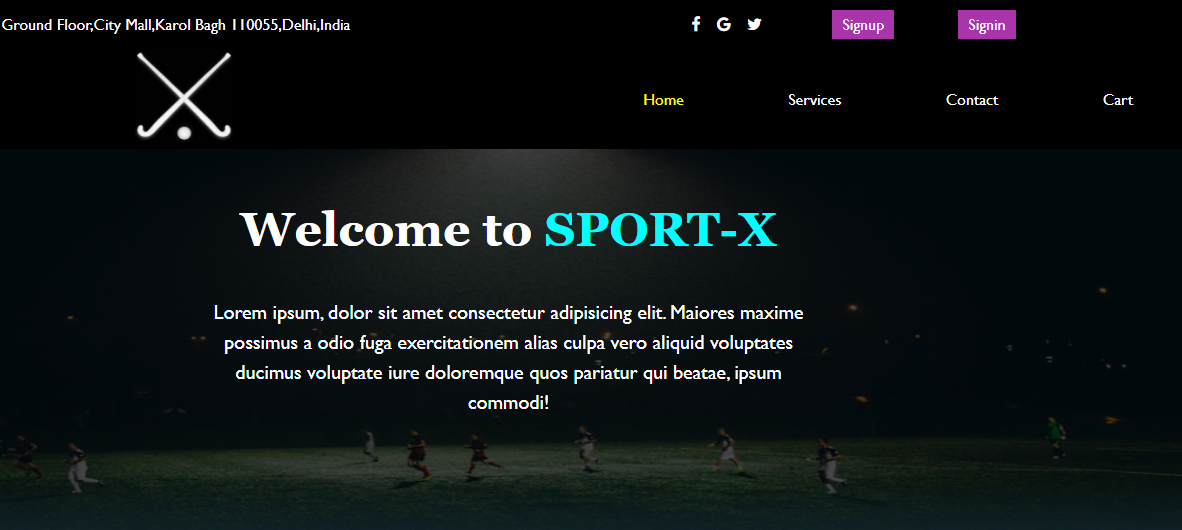 Ground Floor,City Mall,Karol Bagh 110055,Delhi,India
Signup
Signin
Home
Services
Contact
Cart
Welcome to SPORT-X
Lorem ipsum, dolor sit amet consectetur adipisicing elit. Maiores maxime
possimus a odio fuga exercitationem alias culpa vero aliquid voluptates
ducimus voluptate iure doloremque quos pariatur qui beatae, ipsum
commodi!